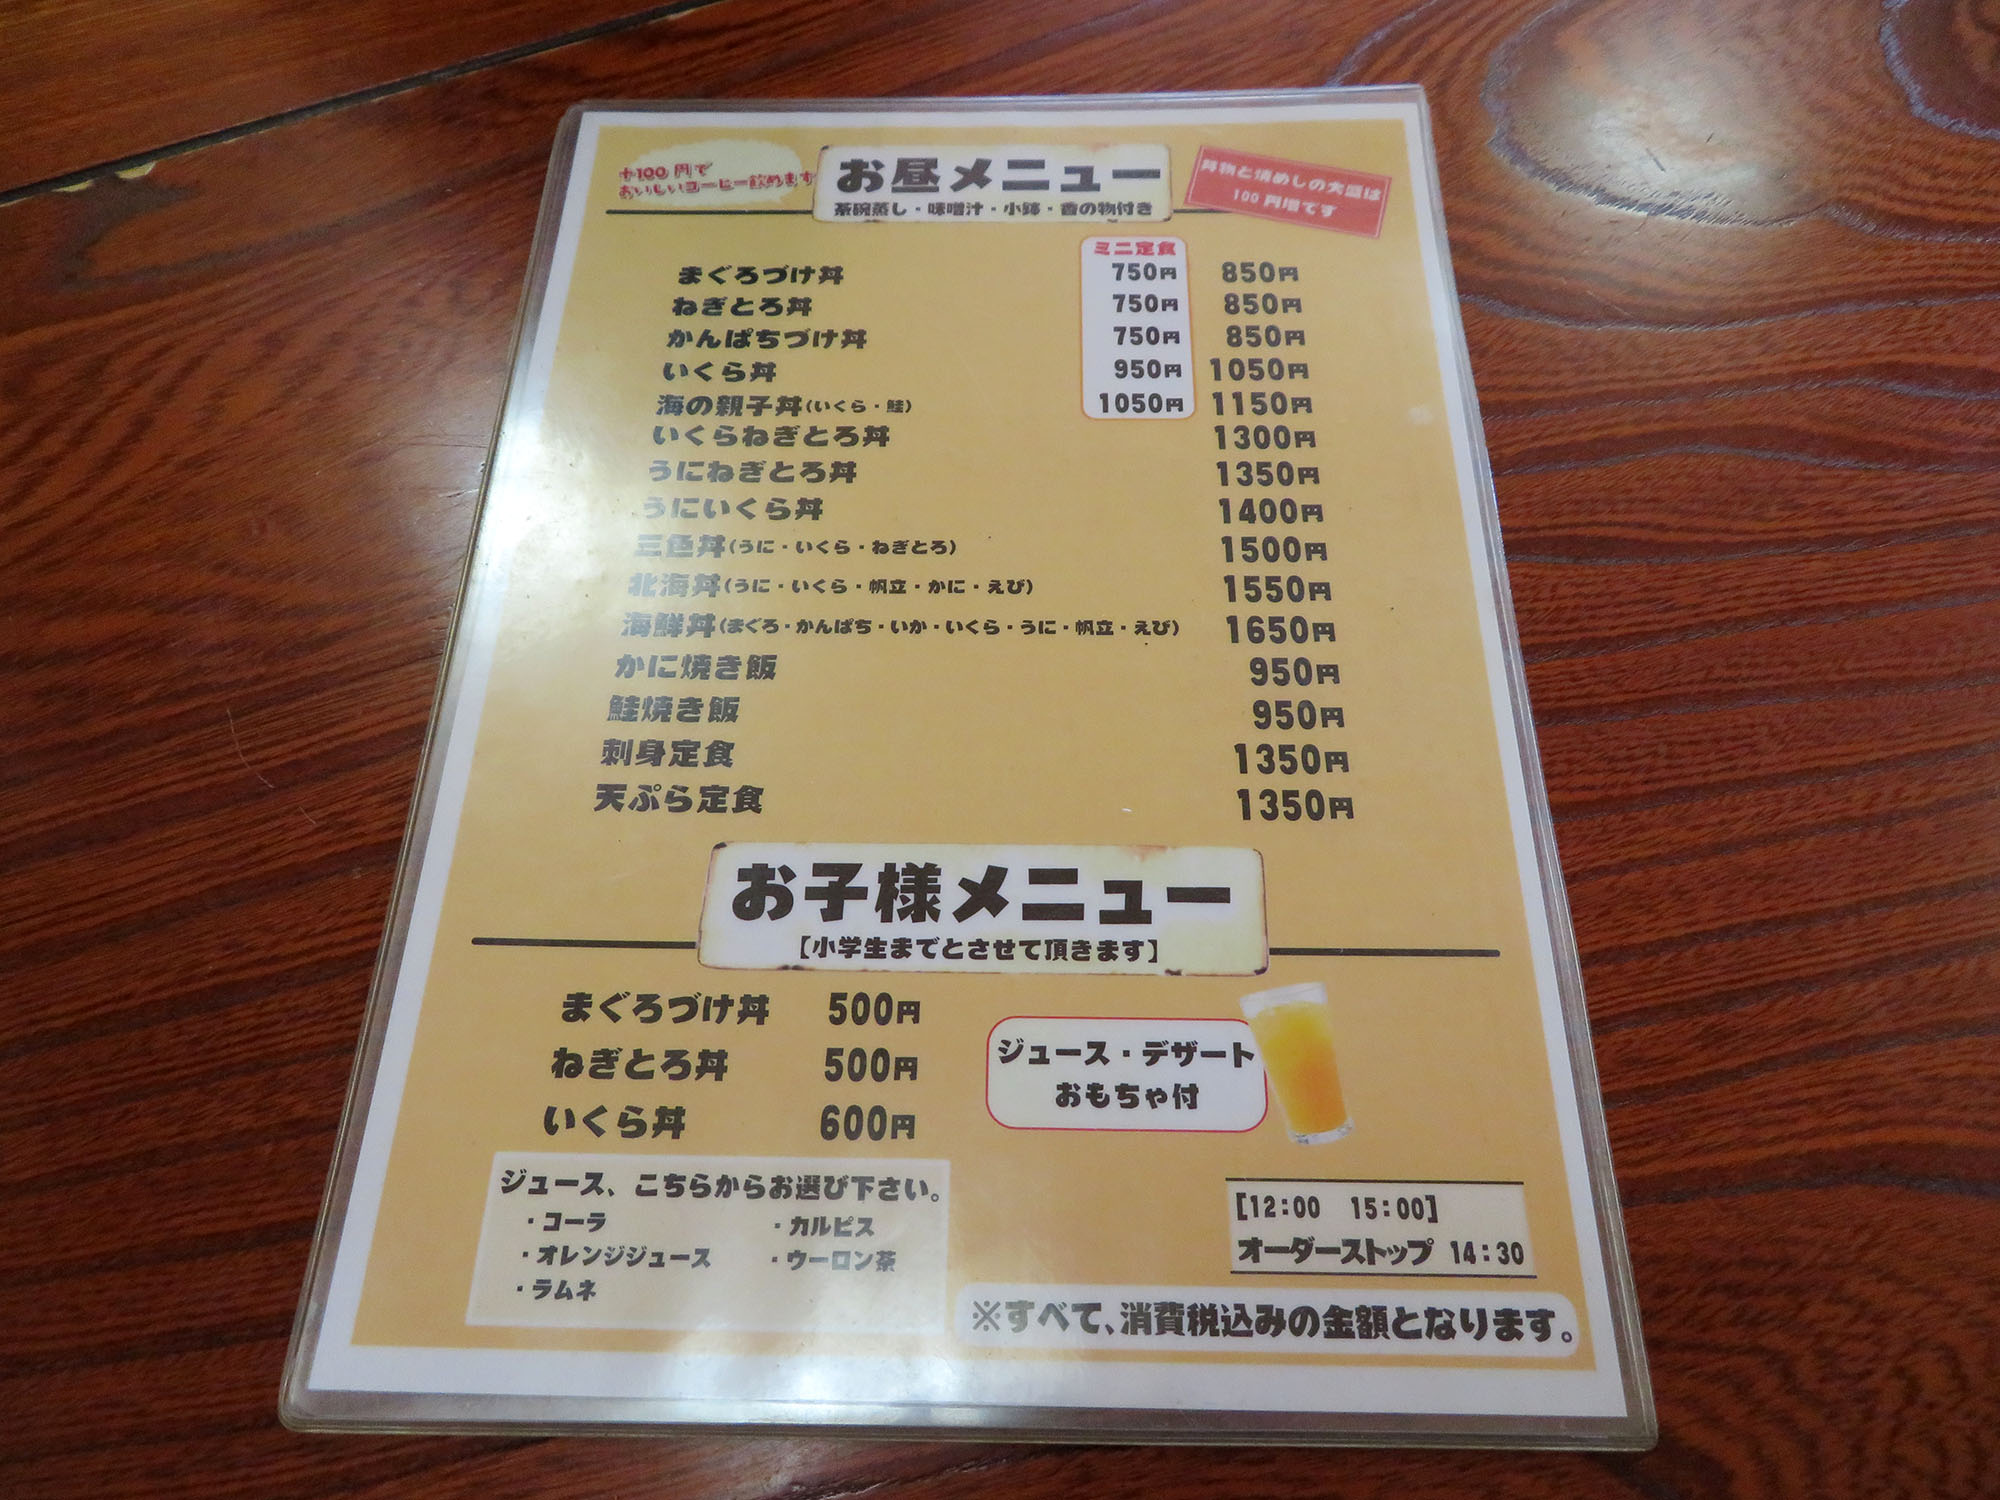 +100円で
おいしいコーヒー飲めます
お昼メニュー
茶碗蒸し・味噌汁・小鉢・香の物付き
丼物と焼めしの大盛は
100円増です
ミニ定食
まぐろづけ丼 750円 850円
ねぎとろ丼 750円 850円
かんぱちづけ丼 750円 850円
いくら丼 950円 1050円
海の親子丼(いくら・鮭) 1050円 1150円
いくらねぎとろ丼 1300円
うにねぎとろ丼 1350円
うにいくら丼 1400円
三色丼(うに・いくら・ねぎとろ) 1500円
北海丼(うに・いくら・帆立・かに・えび) 1550円
海鮮丼(まぐろ・かんぱち・いか・いくら・うに・帆立・えび) 1650円
かに焼き飯 950円
鮭焼き飯 950円
刺身定食 1350円
天ぷら定食 1350円
お子様メニュー
【小学生までとさせて頂きます】
まぐろづけ丼 500円
ねぎとろ丼 500円
いくら丼 600円
ジュース・デザート
おもちゃ付
ジュース、こちらからお選び下さい。
・コーラ ・カルピス
・オレンジジュース ・ウーロン茶
・ラムネ
[12:00 15:00]
オーダーストップ 14:30
※すべて、消費税込みの金額となります。